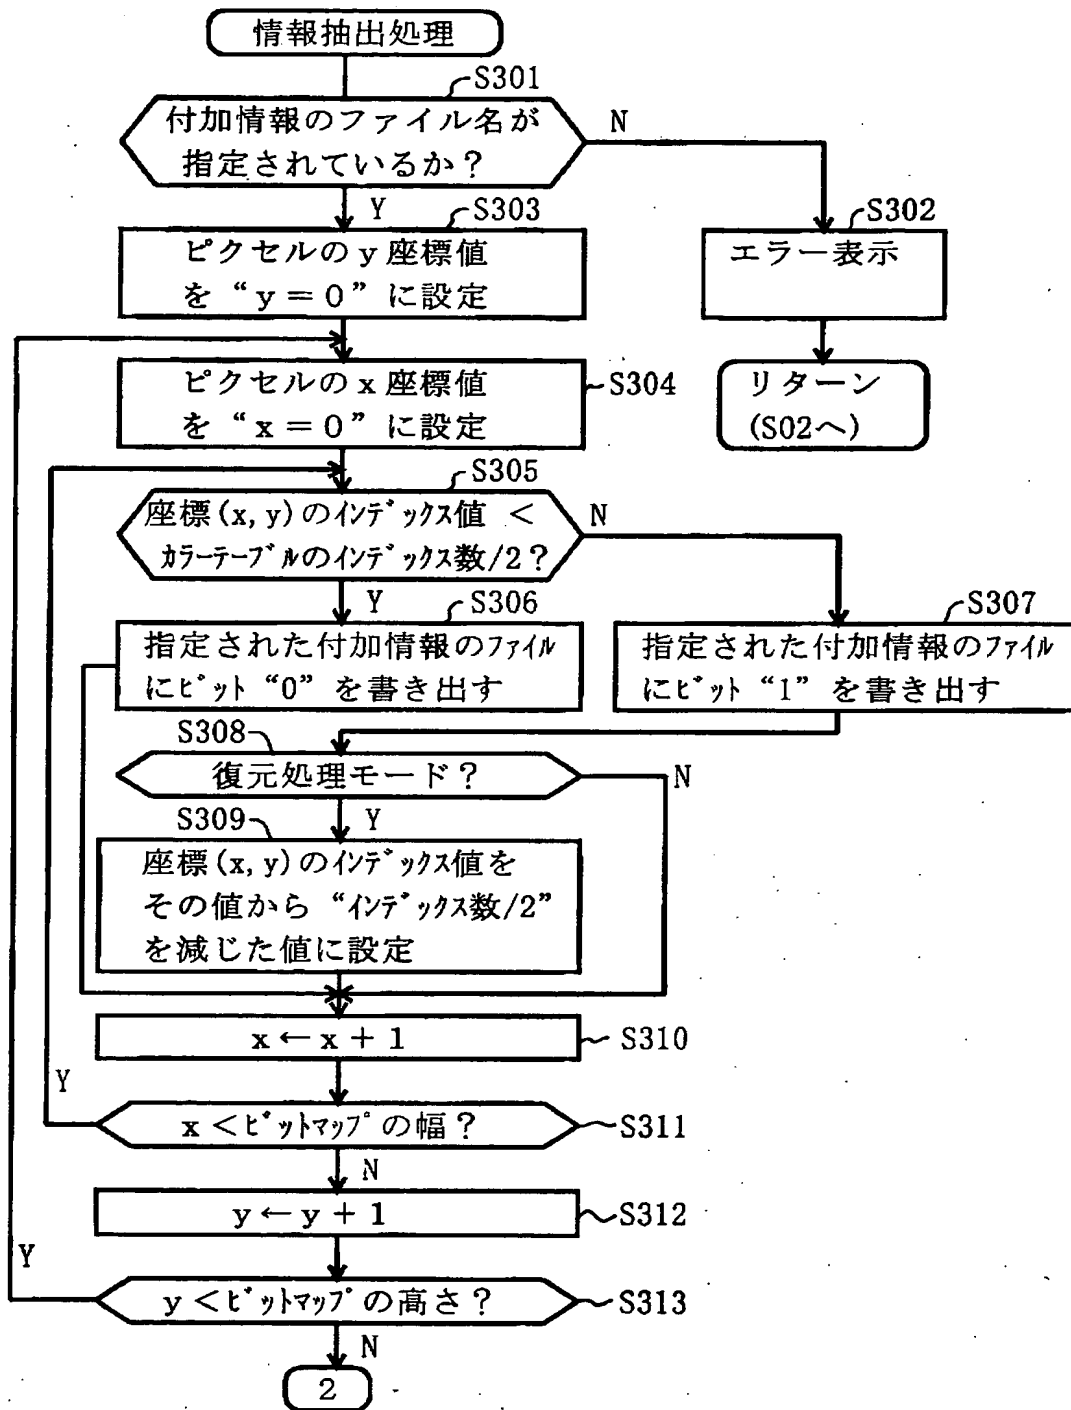 情報抽出処理
S301
付加情報のファイル名が
指定されているか？
N
Y
S303
ピクセルのｙ座標値
を“ｙ＝０”に設定
S302
エラー表示
リターン
(S02へ)
ピクセルのｘ座標値
を“ｘ＝０”に設定
S304
S305
座標(x,y)のｲﾝﾃﾞｯｸｽ値 ＜
ｶﾗｰﾃｰﾌﾞﾙのｲﾝﾃﾞｯｸｽ数/2？
N
Y
S306
指定された付加情報のﾌｧｲﾙ
にﾋﾞｯﾄ“0”を書き出す
S307
指定された付加情報のﾌｧｲﾙ
にﾋﾞｯﾄ“1”を書き出す
S308
復元処理モード？
N
Y
S309
座標(x,y)のｲﾝﾃﾞｯｸｽ値を
その値から“ｲﾝﾃﾞｯｸｽ数/2”
を減じた値に設定
ｘ←ｘ＋１
S310
Y
ｘ＜ﾋﾞｯﾄﾏｯﾌﾟの幅？
S311
N
ｙ←ｙ＋１
S312
Y
ｙ＜ﾋﾞｯﾄﾏｯﾌﾟの高さ？
S313
N
2